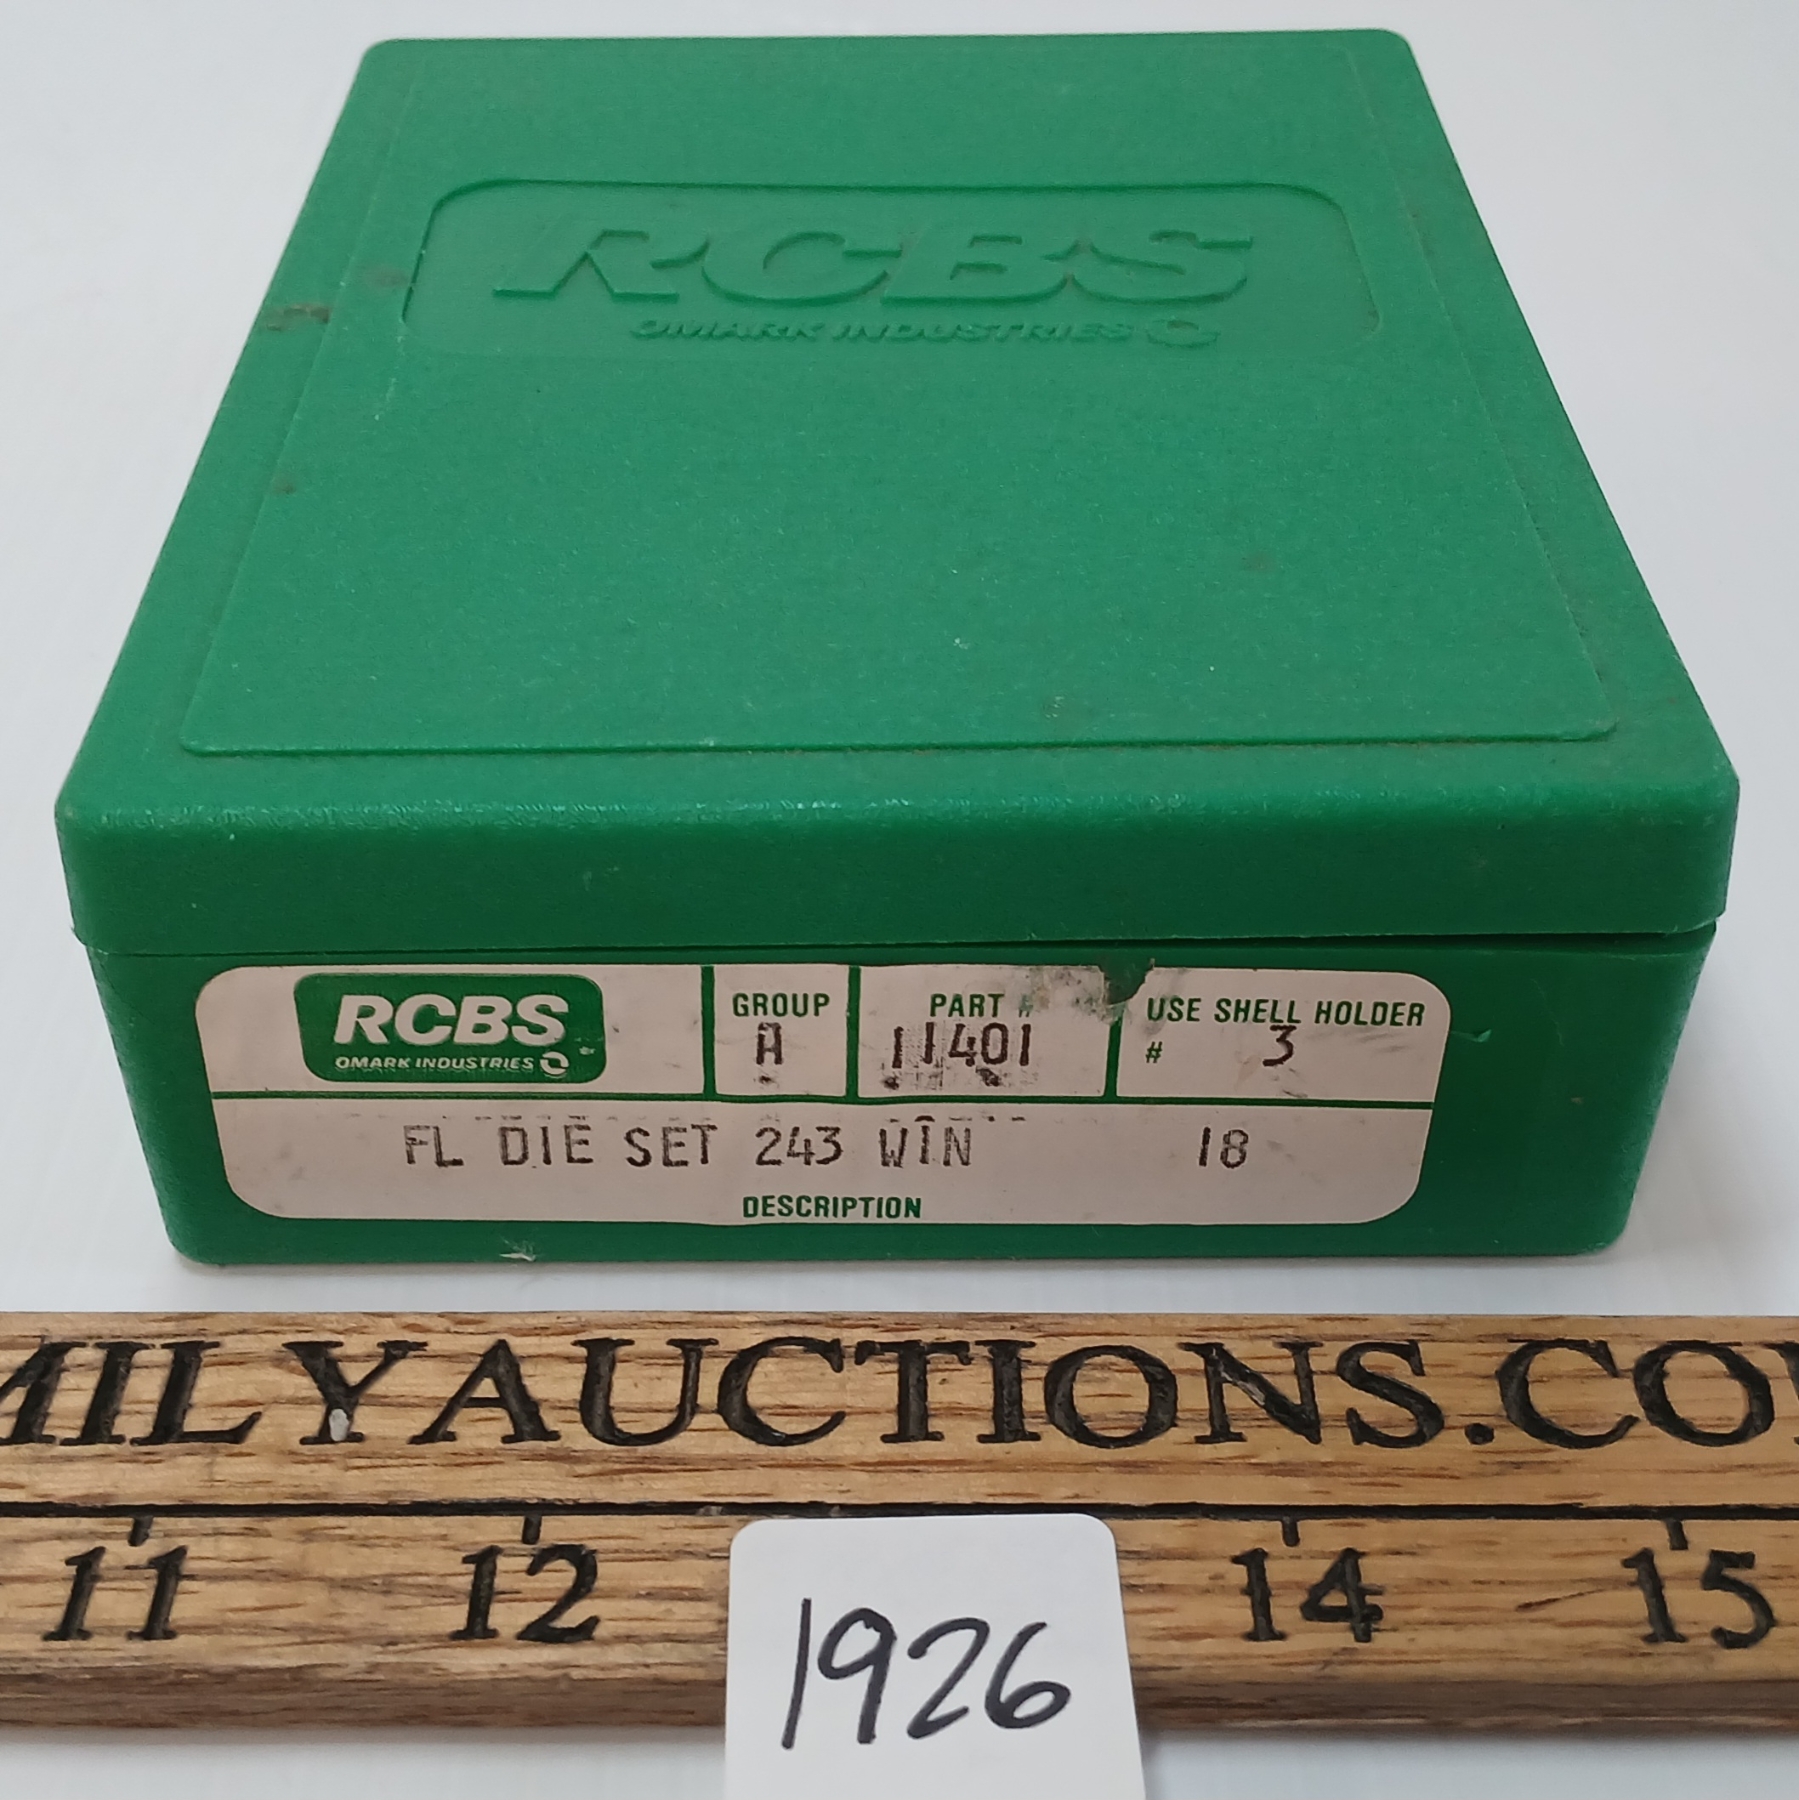 RCBS
OMARK INDUSTRIES
RCBS
OMARK INDUSTRIES
GROUP
A
PART #
11401
USE SHELL HOLDER
# 3
FL DIE SET 243 WIN 18
DESCRIPTION
MILYAUCTIONS.CO
11 12 14 15
1926